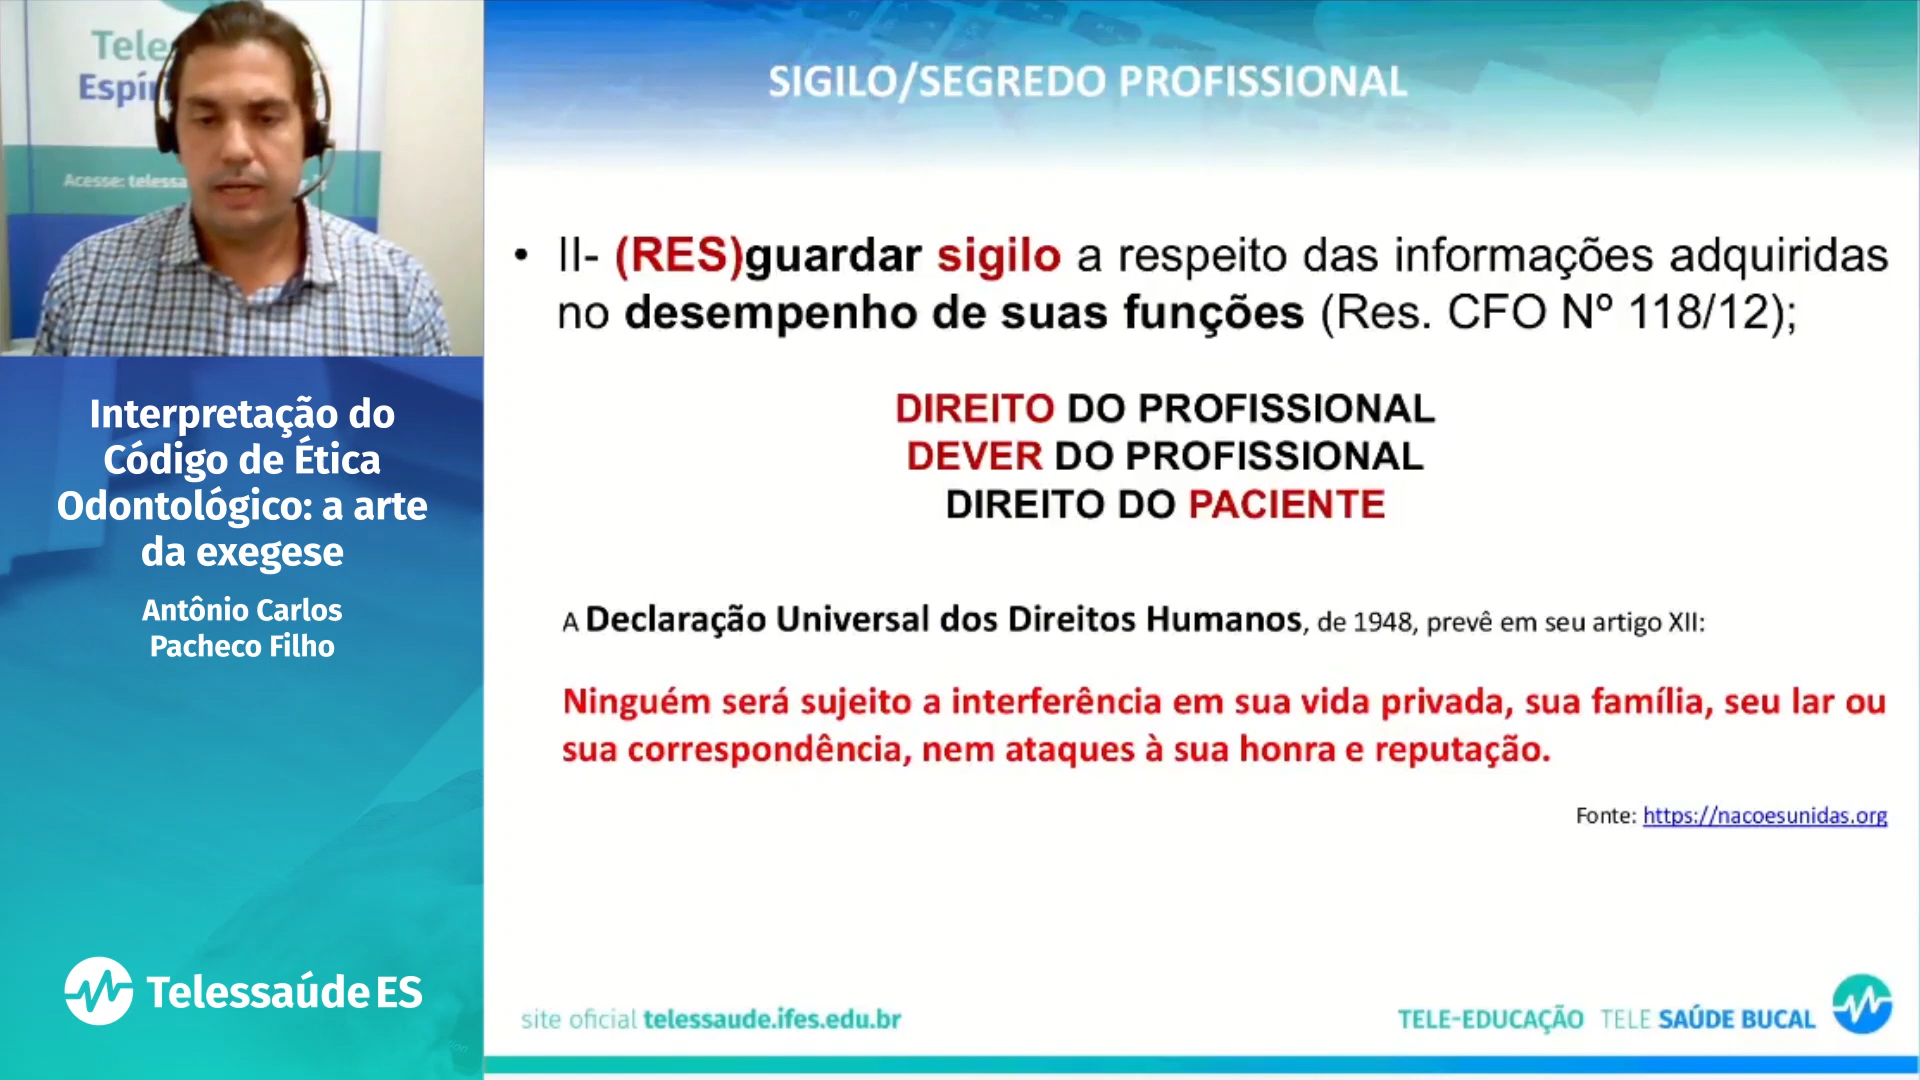 Tele
Espír
Acesse: telessa
Interpretação do
Código de Ética
Odontológico: a arte
da exegese
Antônio Carlos
Pacheco Filho
TelessaúdeES
SIGILO/SEGREDO PROFISSIONAL
• II- (RES)guardar sigilo a respeito das informações adquiridas
no desempenho de suas funções (Res. CFO Nº 118/12);
DIREITO DO PROFISSIONAL
DEVER DO PROFISSIONAL
DIREITO DO PACIENTE
A Declaração Universal dos Direitos Humanos, de 1948, prevê em seu artigo XII:
Ninguém será sujeito a interferência em sua vida privada, sua família, seu lar ou
sua correspondência, nem ataques à sua honra e reputação.
Fonte: https://nacoesunidas.org
site oficial telessaude.ifes.edu.br
TELE-EDUCAÇÃO TELE SAÚDE BUCAL